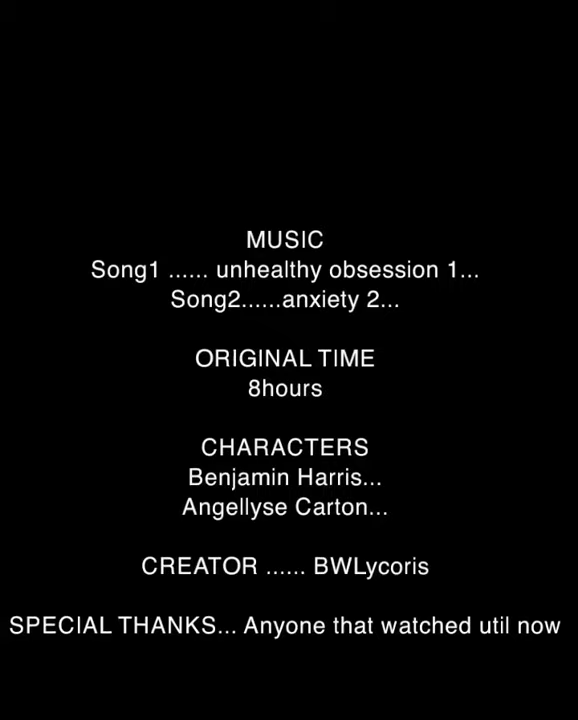 MUSIC
Song1 ...... unhealthy obsession 1...
Song2......anxiety 2...
ORIGINAL TIME
8hours
CHARACTERS
Benjamin Harris...
Angellyse Carton...
CREATOR ...... BWLycoris
SPECIAL THANKS... Anyone that watched util now